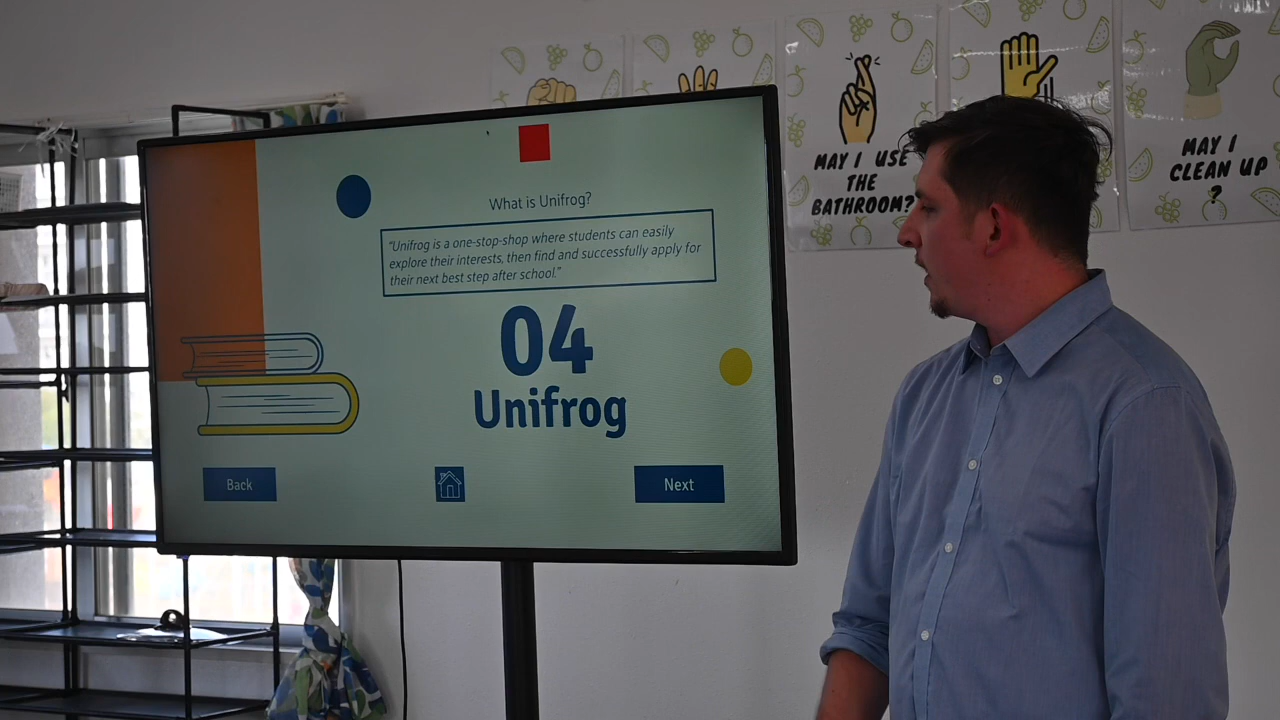 What is Unifrog?
"Unifrog is a one-stop-shop where students can easily
explore their interests, then find and successfully apply for
their next best step after school."
04
Unifrog
Back
Next
MAY I USE
THE
BATHROOM?
MAY I
CLEAN UP
?